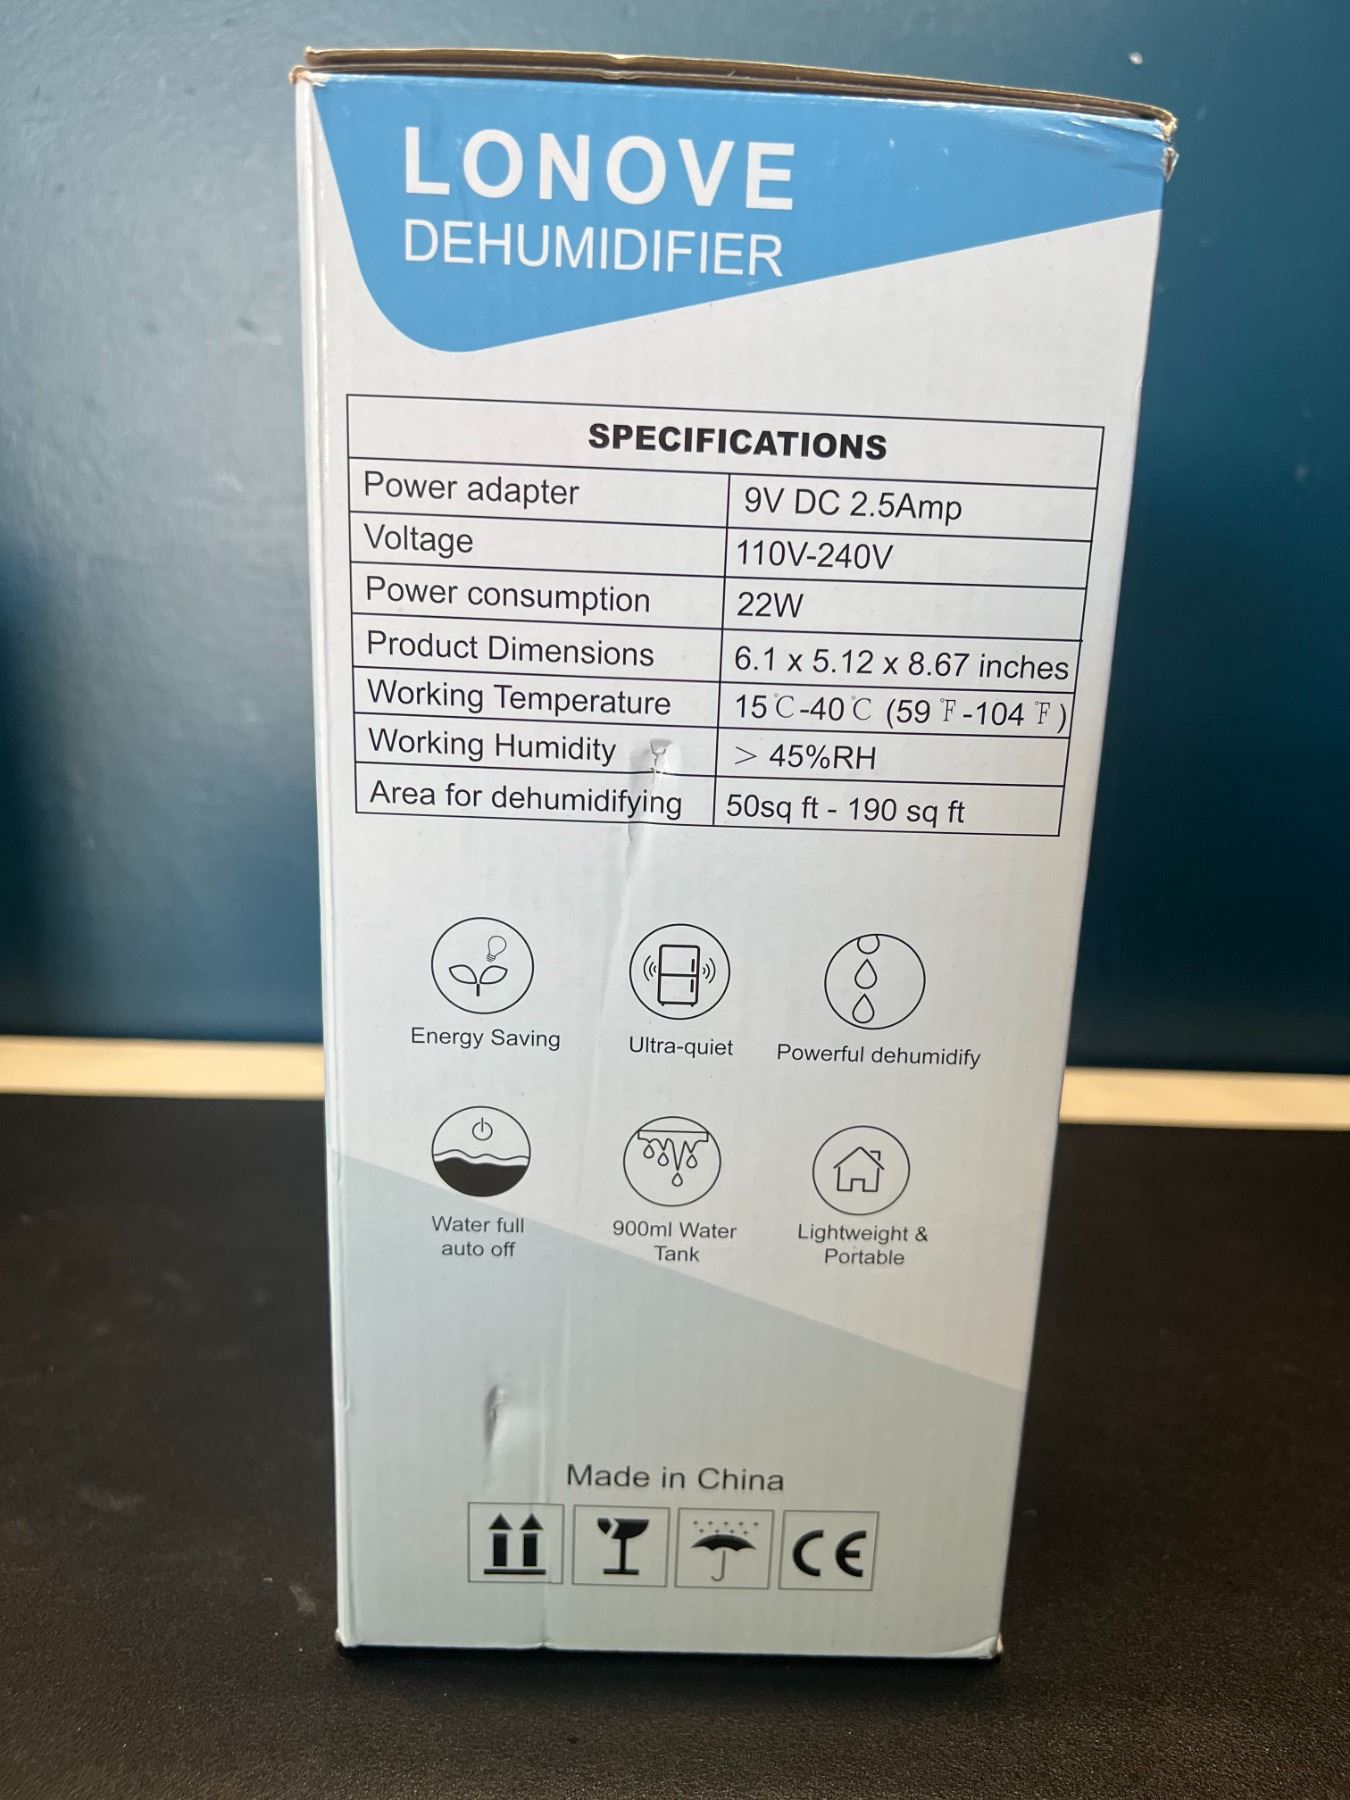 LONOVE
DEHUMIDIFIER
SPECIFICATIONS
Power adapter 9V DC 2.5Amp
Voltage 110V-240V
Power consumption 22W
Product Dimensions 6.1 x 5.12 x 8.67 inches
Working Temperature 15℃-40℃ (59℉-104℉)
Working Humidity > 45%RH
Area for dehumidifying 50sq ft - 190 sq ft
Energy Saving
Ultra-quiet
Powerful dehumidify
Water full
auto off
900ml Water
Tank
Lightweight &
Portable
Made in China
CE